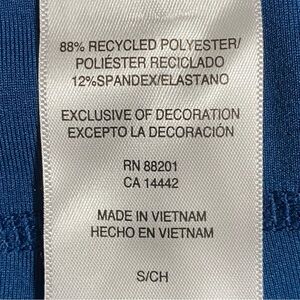 88% RECYCLED POLYESTER/
POLIÉSTER RECICLADO
12%SPANDEX/ELASTANO
EXCLUSIVE OF DECORATION
EXCEPTO LA DECORACIÓN
RN 88201
CA 14442
MADE IN VIETNAM
HECHO EN VIETNAM
S/CH